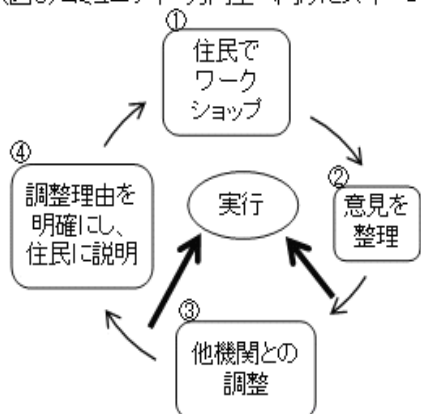 ①
住民で
ワーク
ショップ
②
意見を
整理
③
他機関との
調整
④
調整理由を
明確にし、
住民に説明
実行